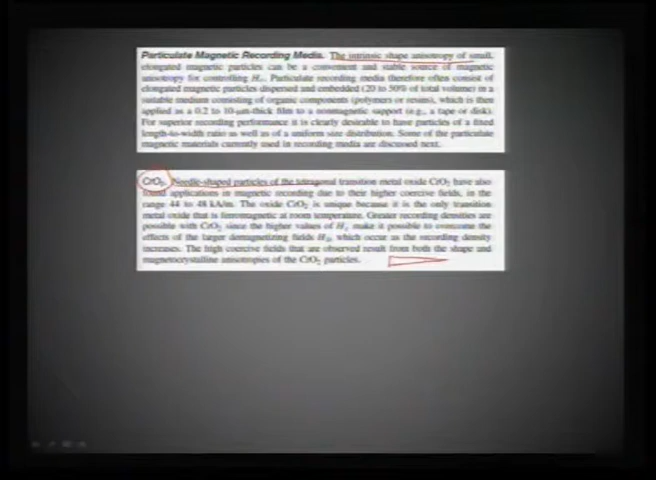 Particulate Magnetic Recording Media. The intrinsic shape anisotropy of small,
elongated magnetic particles can be a convenient and stable source of magnetic
anisotropy for controlling H. Particulate recording media therefore often consist of
elongated magnetic particles dispersed and embedded (20 to 50% of total volume) in a
suitable medium consisting of organic components (polymers or resins), which is then
applied as a 0.2 to 10-μm-thick film to a nonmagnetic support (e.g., a tape or disk).
For superior recording performance it is clearly desirable to have particles of a fixed
length-to-width ratio as well as of a uniform size distribution. Some of the particulate
magnetic materials currently used in recording media are discussed next.
CrO2. Needle-shaped particles of the tetragonal transition metal oxide CrO2 have also
found applications in magnetic recording due to their higher coercive fields, in the
range 44 to 48 kA/m. The oxide CrO2 is unique because it is the only transition
metal oxide that is ferromagnetic at room temperature. Greater recording densities are
possible with CrO2 since the higher values of H make it possible to overcome the
effects of the larger demagnetizing fields H which occur as the recording density
increases. The high coercive fields that are observed result from both the shape and
magnetocrystalline anisotropies of the CrO2 particles.